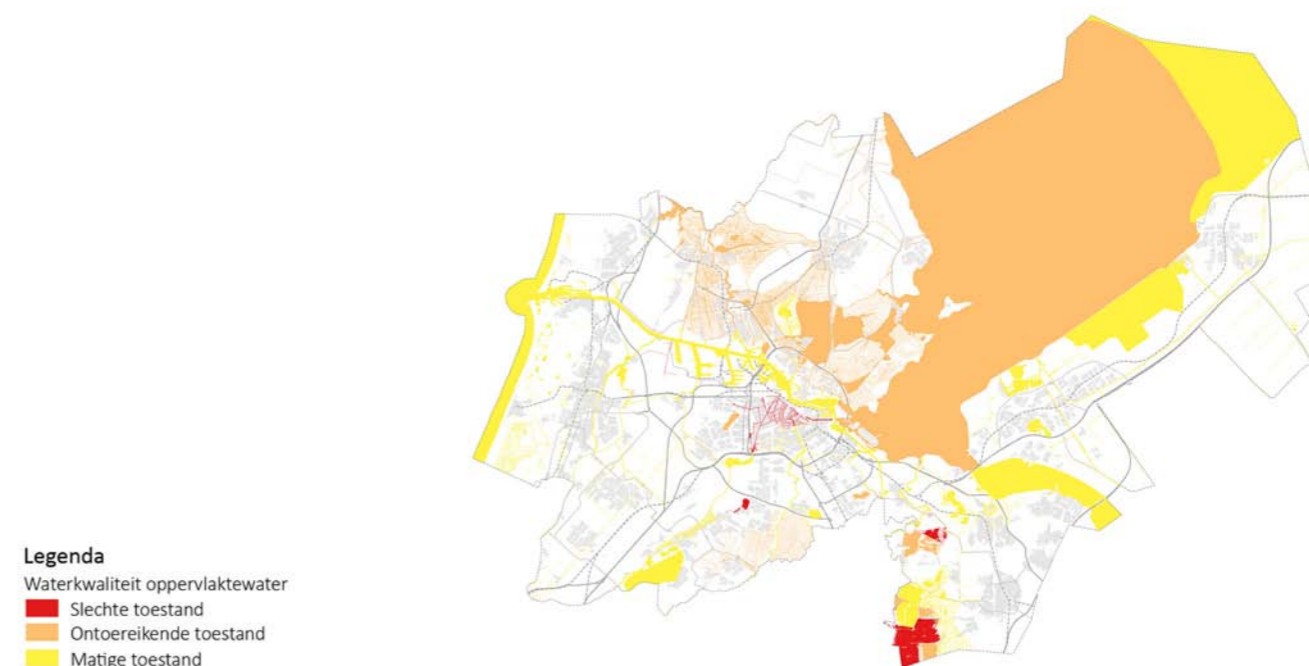 Legenda
Waterkwaliteit oppervlaktewater
Slechte toestand
Ontoereikende toestand
Matige toestand